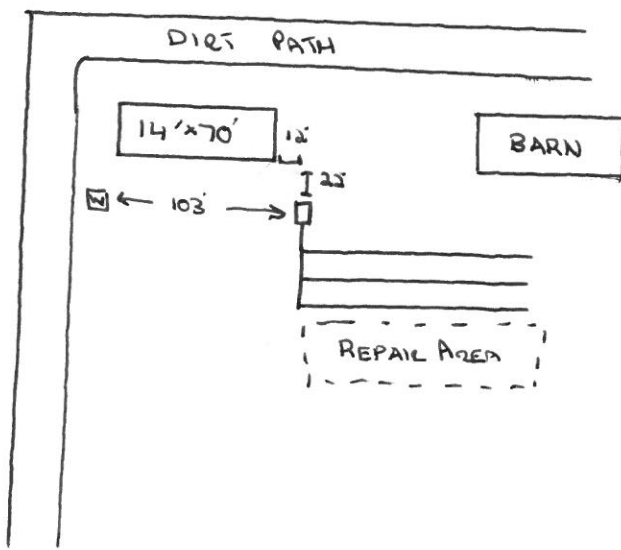 DIRT PATH
14'x70'
12'
BARN
22'
W
103'
REPAIR AREA